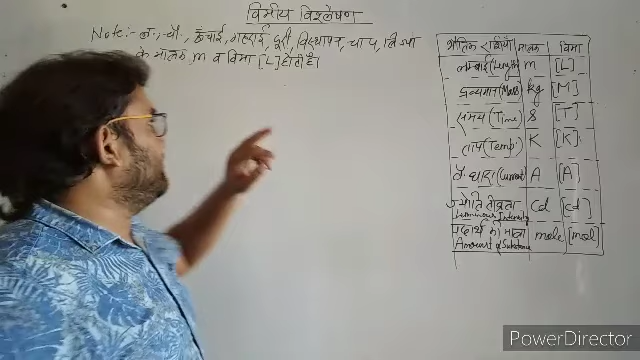 विमीय विश्लेषण
Note:- ल०, चौ०, ऊंचाई, गहराई, दूरी, विस्थापन, चाप, त्रिज्या
के मात्रक m व विमा [L] होती है।
भौतिक राशियाँ मात्रक विमा
लम्बाई (Length) m [L]
द्रव्यमान (Mass) kg [M]
समय (Time) s [T]
ताप (Temp) K [K]
वि० धारा (Current) A [A]
ज्योति तीव्रता Cd [cd]
Luminous Intensity
पदार्थ की मात्रा mole [mol]
Amount of Substance
PowerDirector